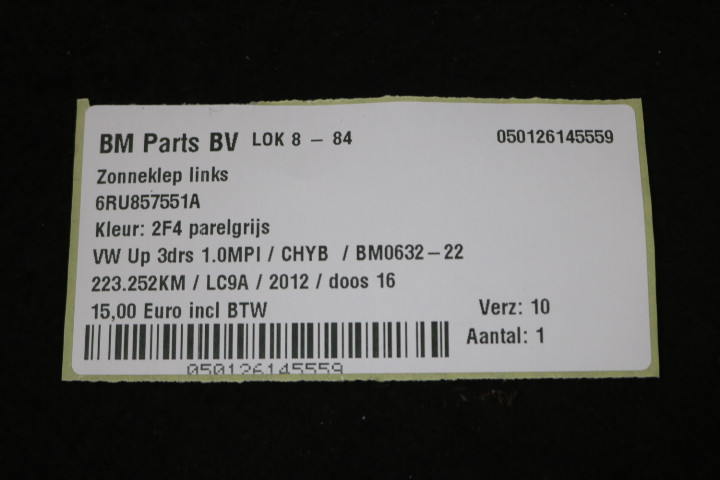 BM Parts BV LOK 8 - 84 050126145559
Zonneklep links
6RU857551A
Kleur: 2F4 parelgrijs
VW Up 3drs 1.0MPI / CHYB / BM0632-22
223.252KM / LC9A / 2012 / doos 16
15,00 Euro incl BTW Verz: 10
Aantal: 1
050126145559